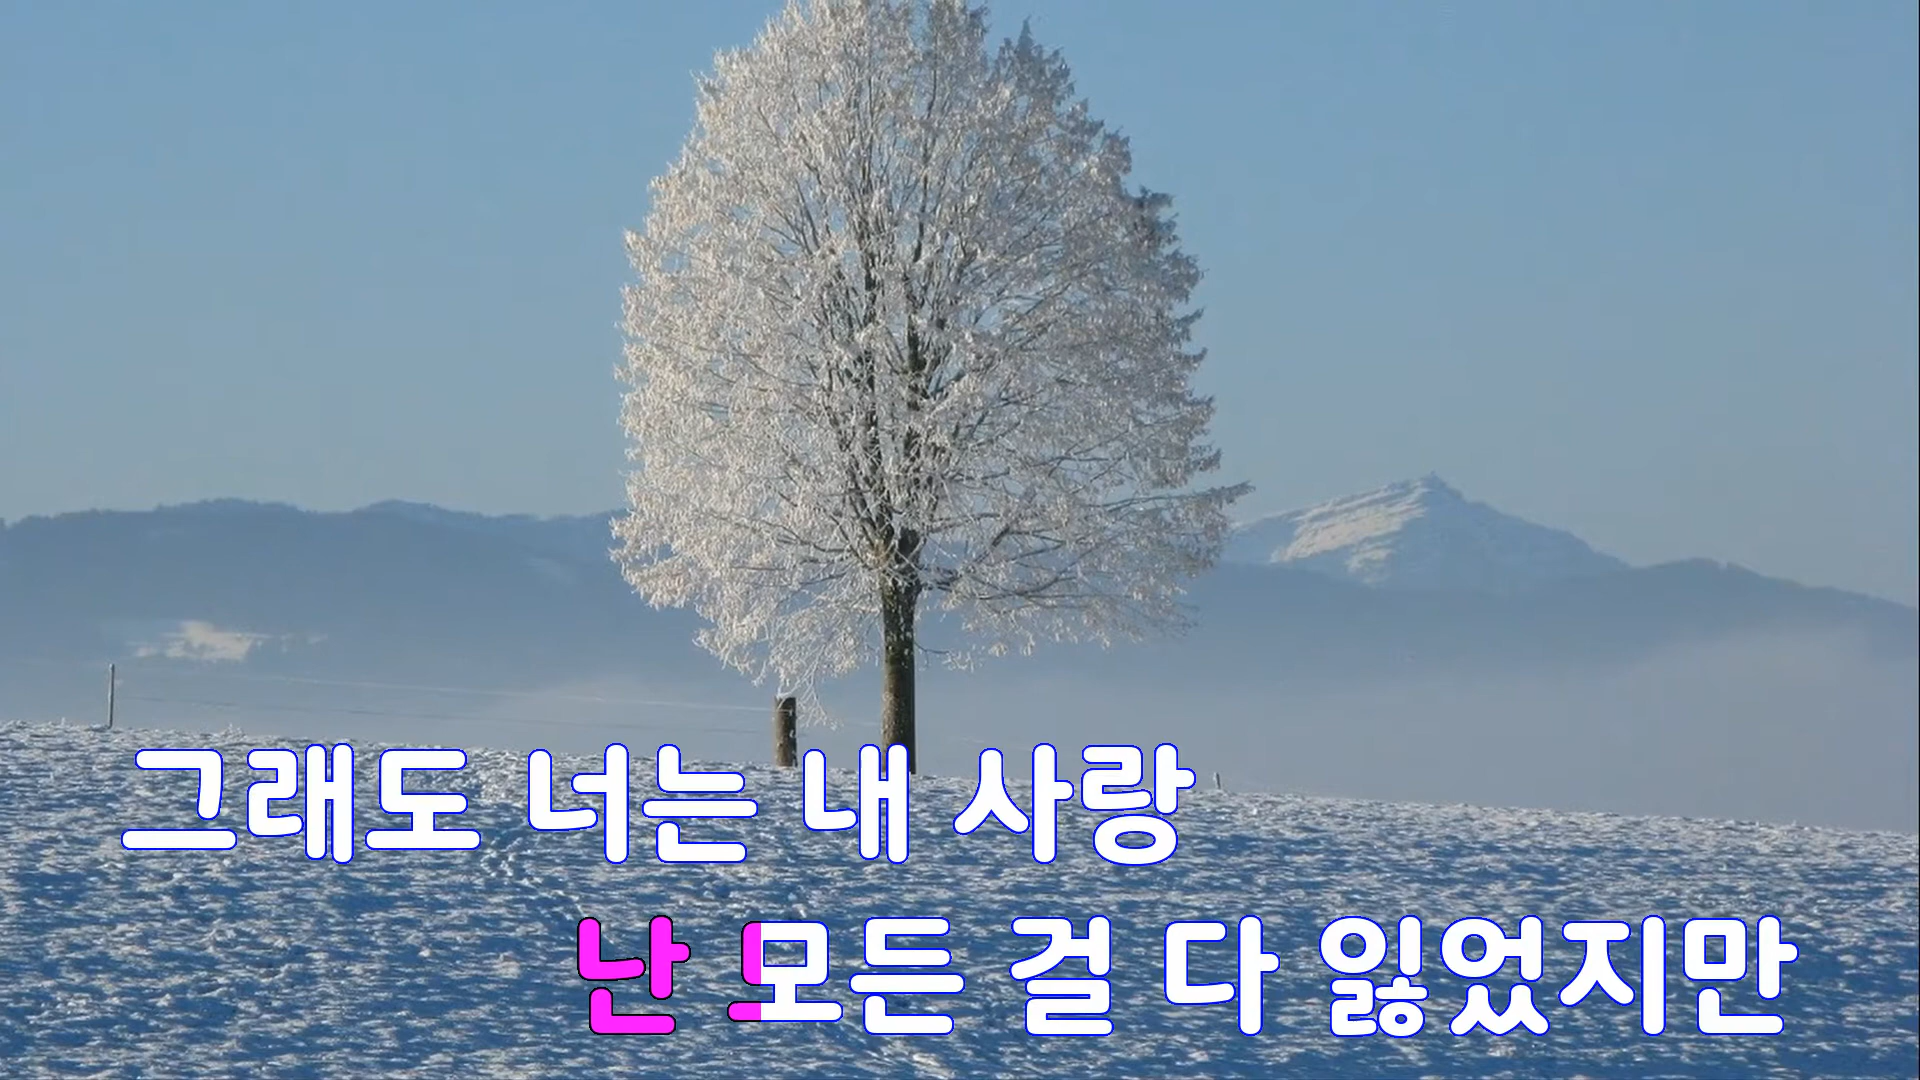 그래도 너는 내 사랑
난 모든 걸 다 잃었지만